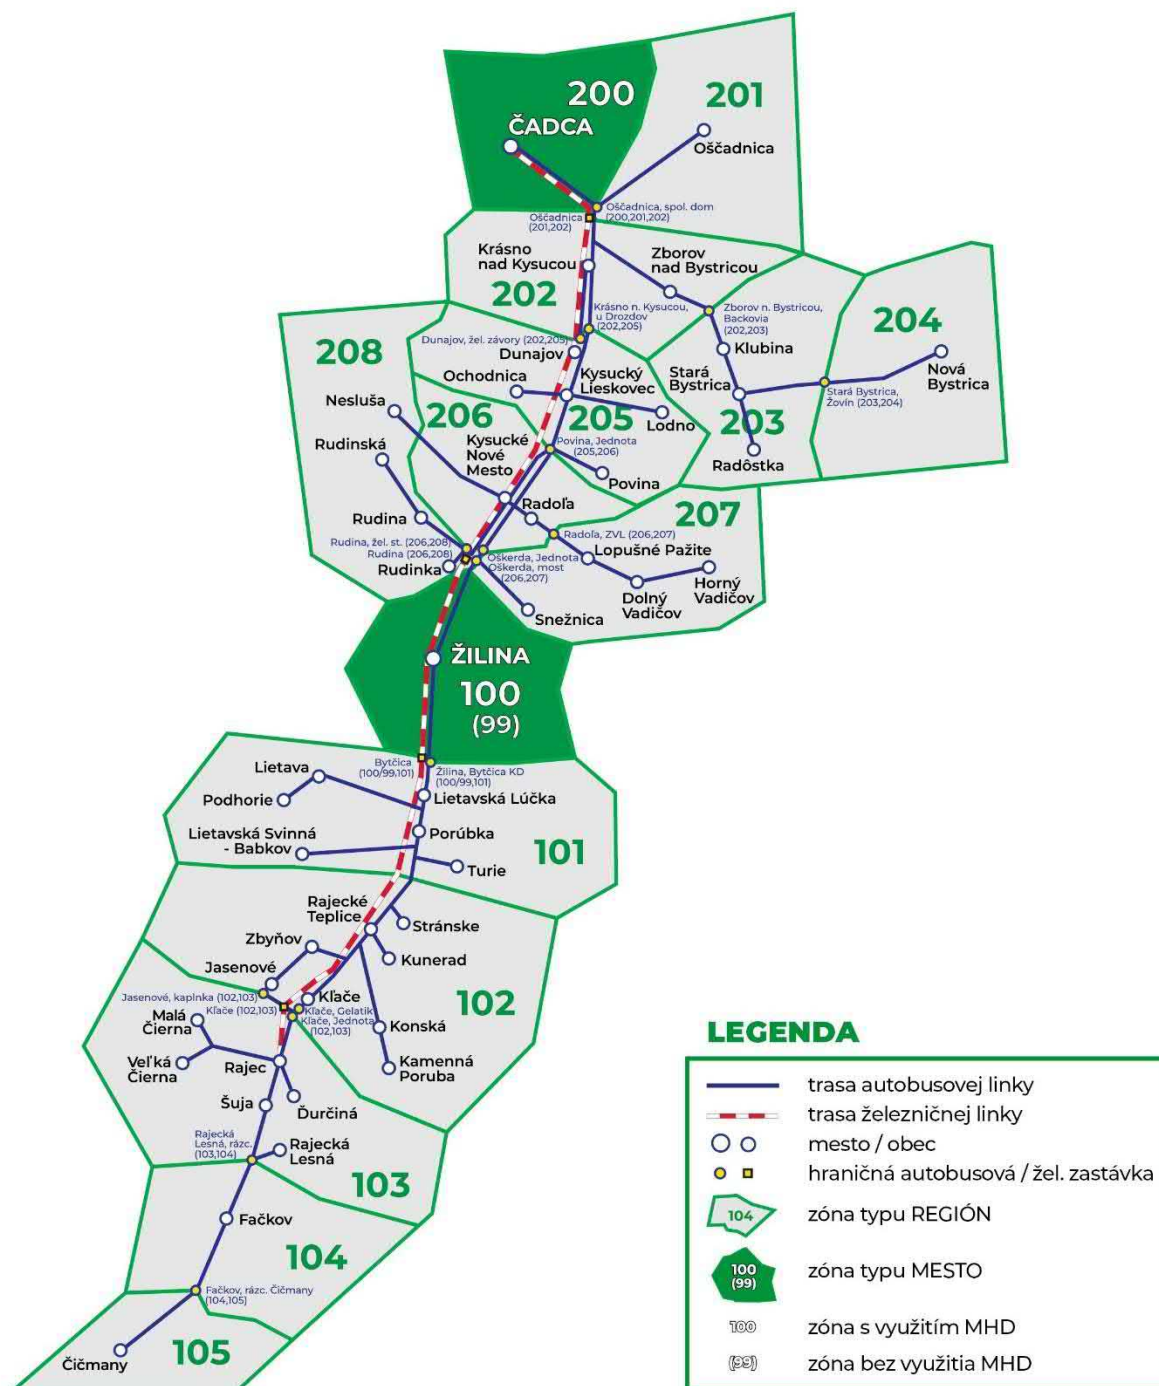 200
ČADCA
201
Oščadnica
Oščadnica, spol. dom
(200,201,202)
Oščadnica
(201,202)
Krásno
nad Kysucou
202
Zborov
nad Bystricou
Krásno n. Kysucou,
u Drozdov
(202,205)
Zborov n. Bystricou,
Backovia
(202,203)
204
Dunajov, žel. závory (202,205)
Dunajov
208
Klubina
Ochodnica
Kysucký
Lieskovec
Stará
Bystrica
Nová
Bystrica
Stará Bystrica,
Žovín (203,204)
Nesluša
206
205
Lodno
203
Rudinská
Kysucké
Nové
Mesto
Povina, Jednota
(205,206)
Radôstka
Povina
Rudina
Radoľa
207
Rudina, žel. st. (206,208)
Rudina (206,208)
Rudinka
Radoľa, ZVL (206,207)
Oškerda, Jednota
Oškerda, most
(206,207)
Lopušné Pažite
Dolný
Vadičov
Horný
Vadičov
Snežnica
ŽILINA
100
(99)
Bytčica
(100/99,101)
Žilina, Bytčica KD
(100/99,101)
Lietava
Podhorie
Lietavská Lúčka
Lietavská Svinná
- Babkov
Porúbka
101
Turie
Rajecké
Teplice
Stránske
Zbyňov
Kunerad
Jasenové
Jasenové, kaplnka (102,103)
Kľače (102,103)
Kľače
Kľače, Gelatik
Kľače, Jednota
(102,103)
102
Malá
Čierna
Konská
Veľká
Čierna
Rajec
Kamenná
Poruba
Šuja
Ďurčiná
Rajecká
Lesná, rázc.
(103,104)
Rajecká
Lesná
103
Fačkov
104
Fačkov, rázc. Čičmany
(104,105)
Čičmany
105
LEGENDA
trasa autobusovej linky
trasa železničnej linky
mesto / obec
hraničná autobusová / žel. zastávka
104
zóna typu REGIÓN
100
(99)
zóna typu MESTO
100
zóna s využitím MHD
(99)
zóna bez využitia MHD